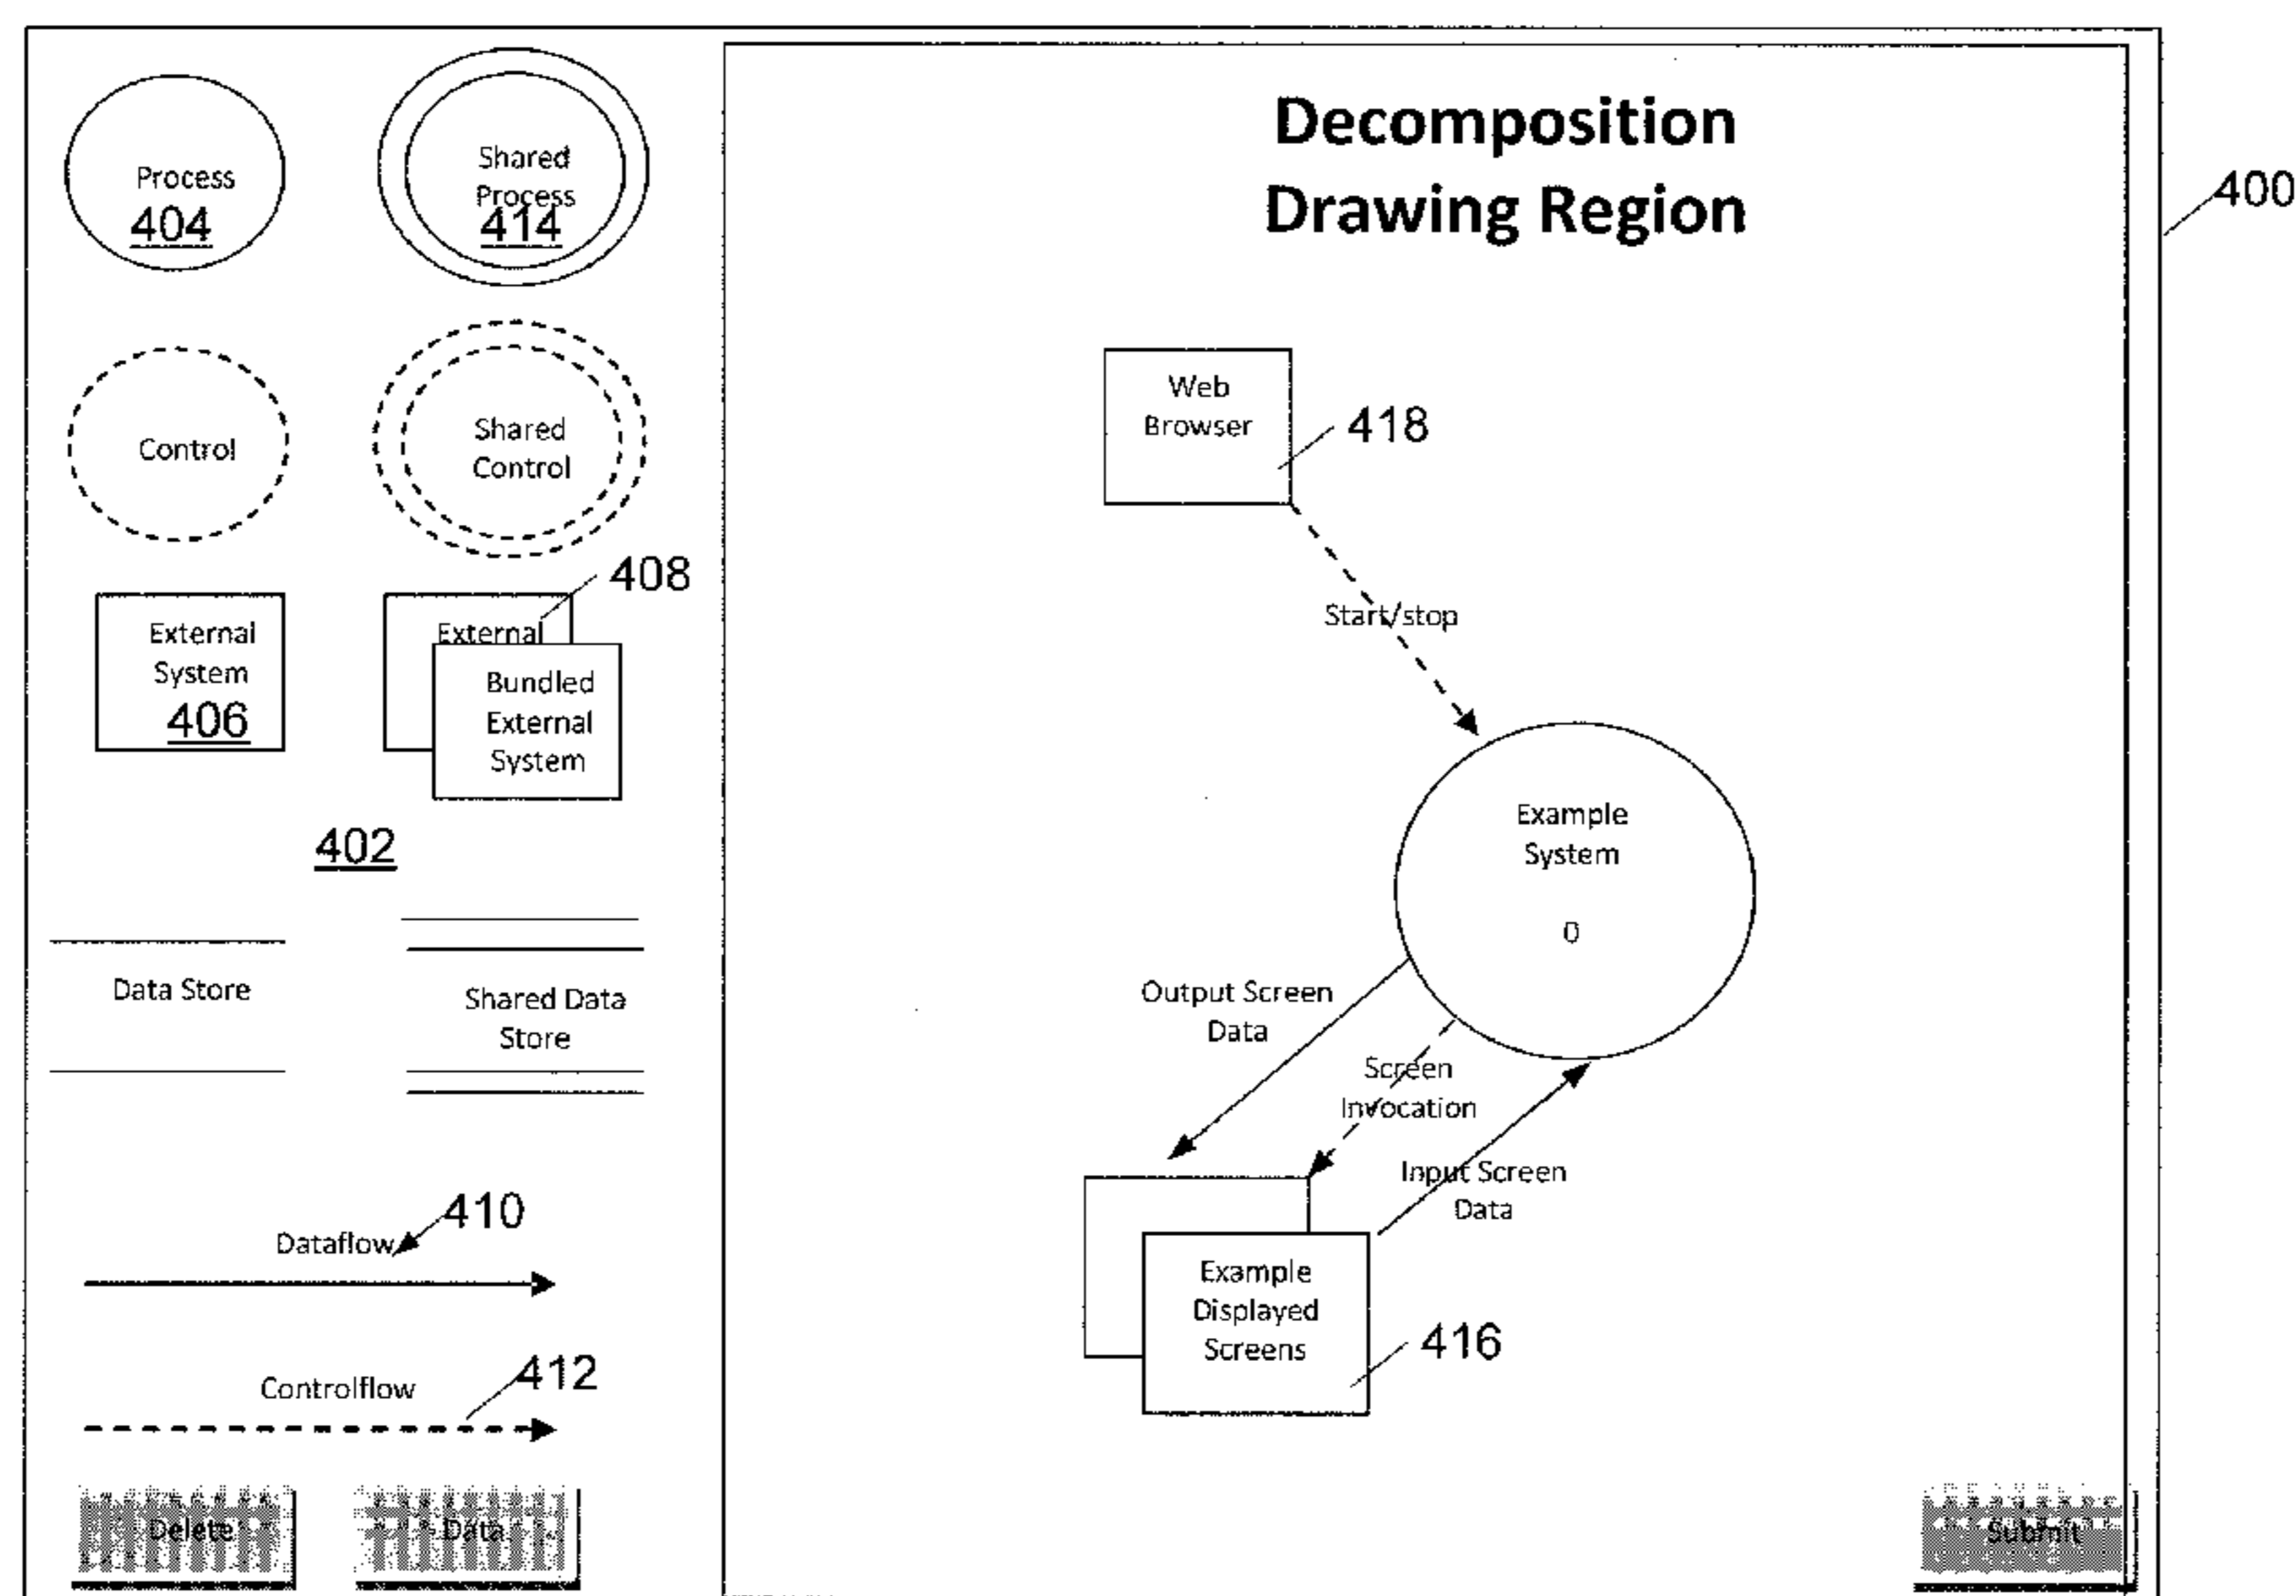 Decomposition
Drawing Region
400
Process
404
Shared
Process
414
Control
Shared
Control
408
External
System
406
External
Bundled
External
System
402
Data Store
Shared Data
Store
Dataflow
410
Controlflow
412
Delete
Data
Web
Browser
418
Start/stop
Example
System
0
Output Screen
Data
Screen
Invocation
Input Screen
Data
Example
Displayed
Screens
416
Submit